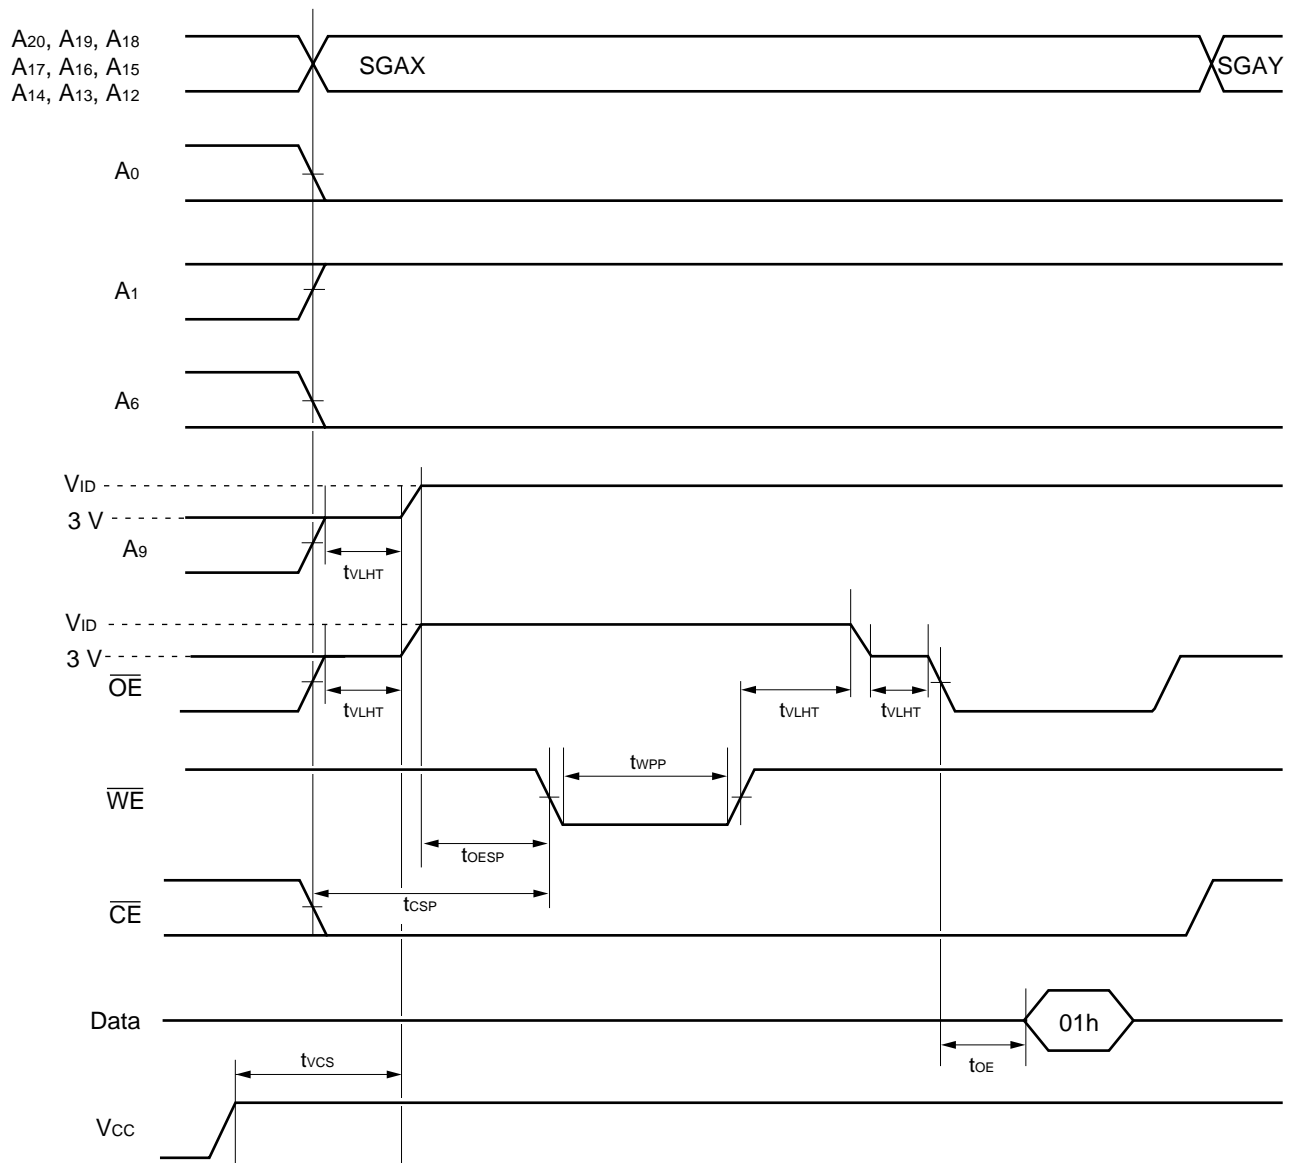 A20, A19, A18
A17, A16, A15
A14, A13, A12
SGAX
SGAY
A0
A1
A6
VID
3 V
A9
tVLHT
VID
3 V
OE
tVLHT
tVLHT
tVLHT
tWPP
WE
tOESP
tCSP
CE
Data
01h
tOE
tVCS
VCC